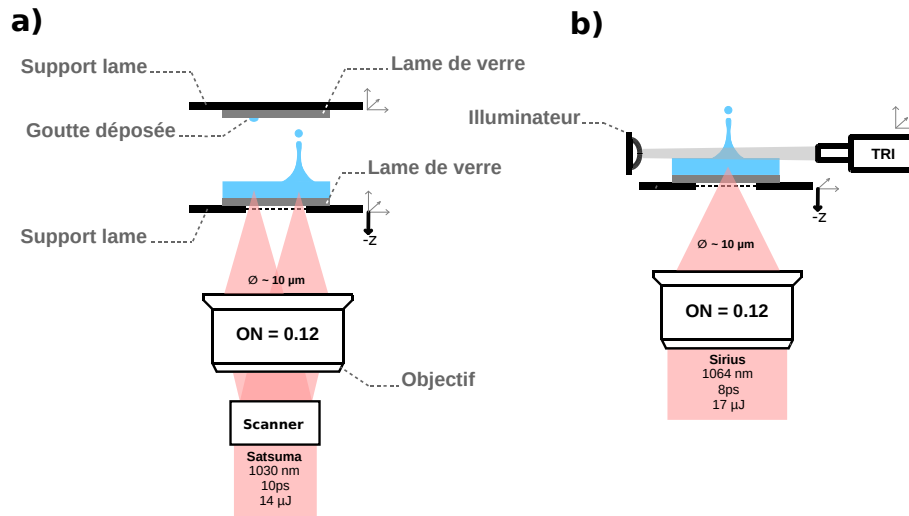 a)
Support lame
Lame de verre
Goutte déposée
Lame de verre
Support lame
-z
Ø ~ 10 µm
ON = 0.12
Objectif
Scanner
Satsuma
1030 nm
10ps
14 µJ
b)
Illuminateur
TRI
-z
Ø ~ 10 µm
ON = 0.12
Sirius
1064 nm
8ps
17 µJ